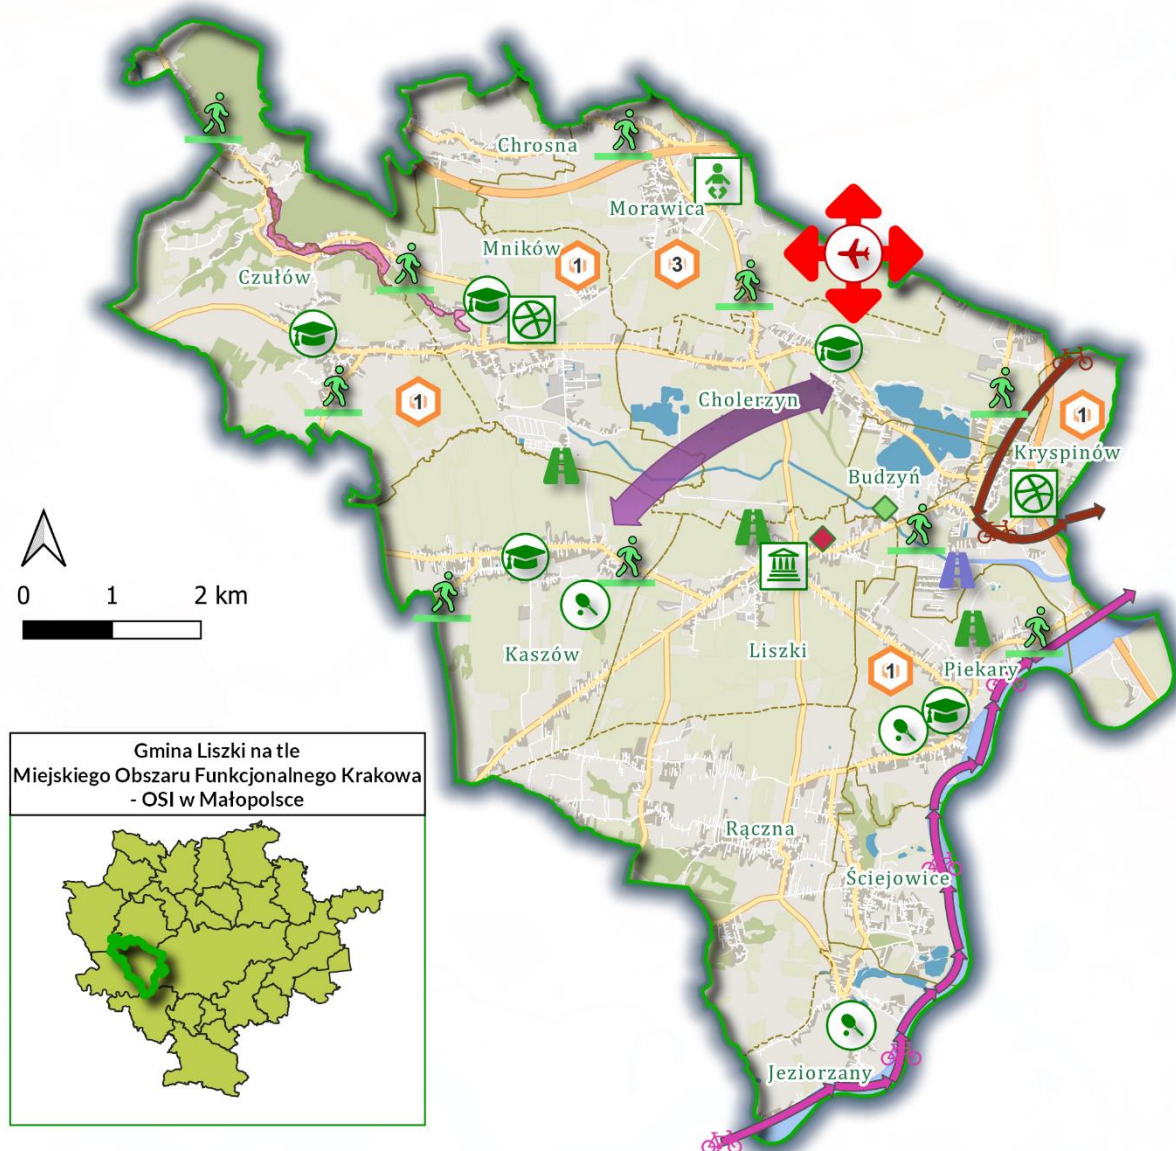 Chrosna
Morawica
Mników
1
3
Czułów
1
Cholerzyn
1
Kryspinów
Budzyń
0 1 2 km
Kaszów
Liszki
1
Piekary
Gmina Liszki na tle
Miejskiego Obszaru Funkcjonalnego Krakowa
- OSI w Małopolsce
Rączna
Ściejowice
Jeziorzany